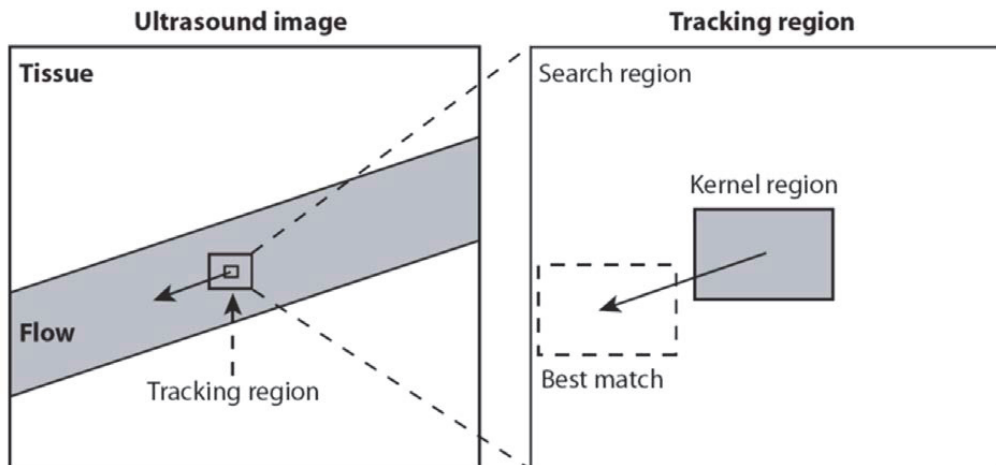 Ultrasound image
Tissue
Flow
Tracking region
Tracking region
Search region
Kernel region
Best match